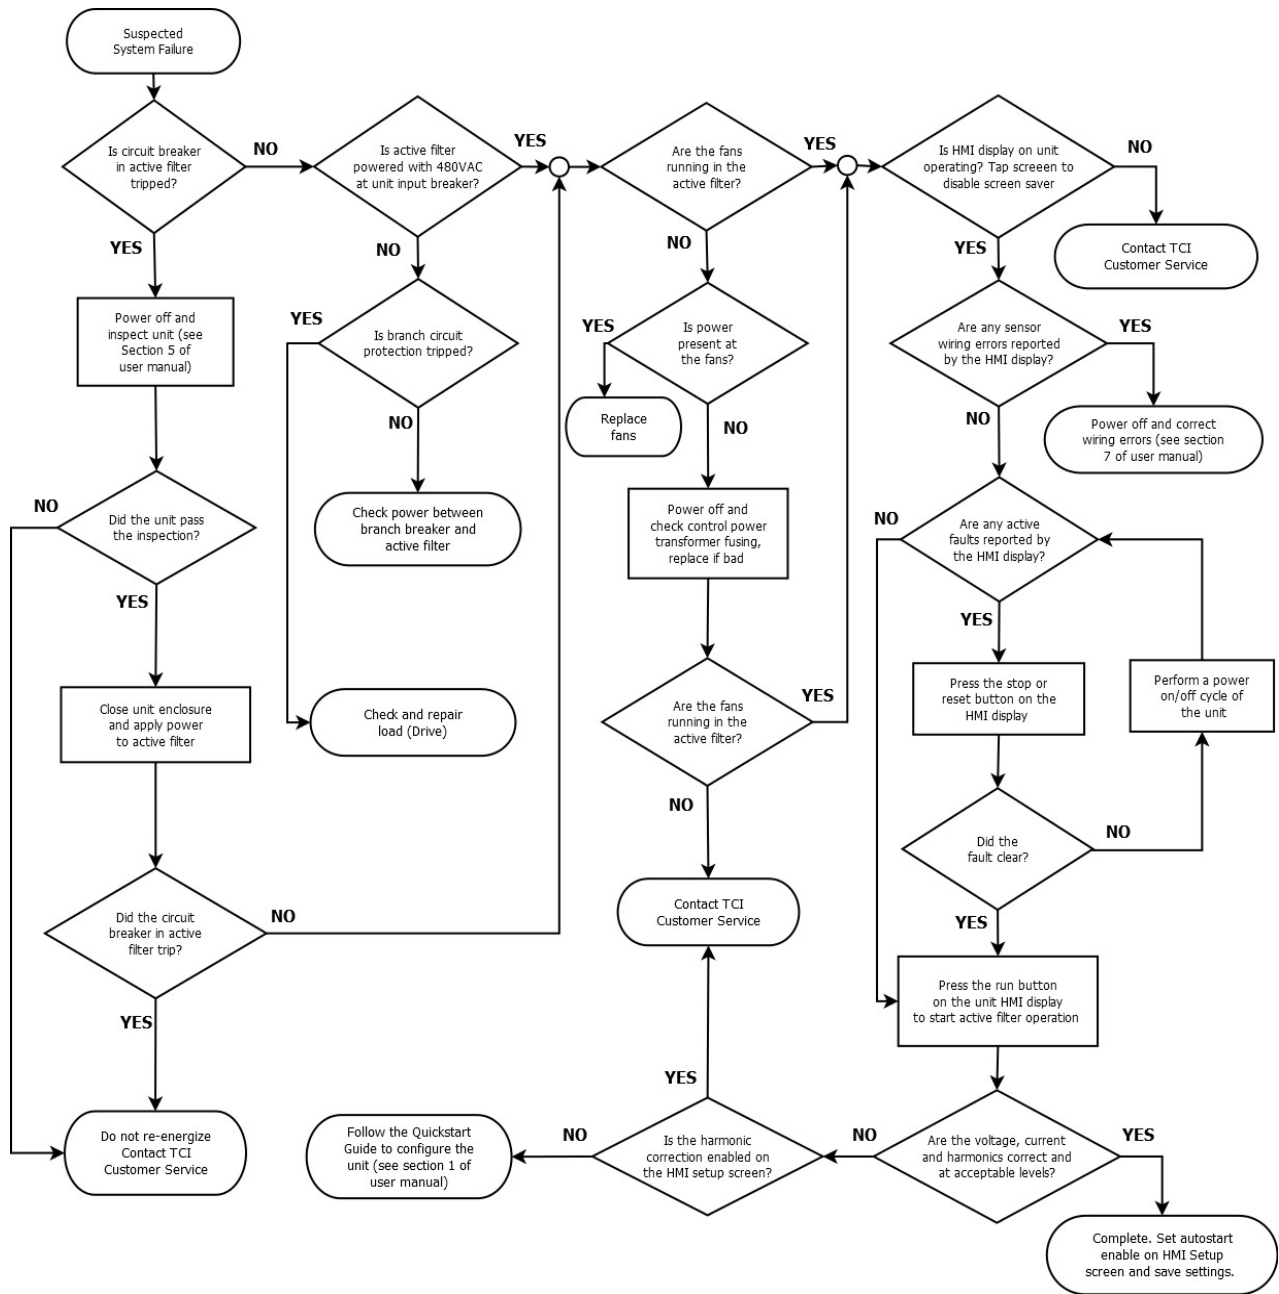 Suspected
System Failure
Is circuit breaker
in active filter
tripped?
NO
YES
Is active filter
powered with 480VAC
at unit input breaker?
YES
NO
Are the fans
running in the
active filter?
YES
NO
Is HMI display on unit
operating? Tap screeen to
disable screen saver
NO
YES
Contact TCI
Customer Service
Power off and
inspect unit (see
Section 5 of
user manual)
YES
Is branch circuit
protection tripped?
NO
YES
Is power
present at
the fans?
NO
Replace
fans
Are any sensor
wiring errors reported
by the HMI display?
YES
NO
Power off and correct
wiring errors (see section
7 of user manual)
NO
Did the unit pass
the inspection?
YES
Check power between
branch breaker and
active filter
Power off and
check control power
transformer fusing,
replace if bad
NO
Are any active
faults reported by
the HMI display?
YES
Close unit enclosure
and apply power
to active filter
Check and repair
load (Drive)
Are the fans
running in the
active filter?
YES
NO
Press the stop or
reset button on the
HMI display
Perform a power
on/off cycle of
the unit
Did the
fault clear?
NO
YES
Did the circuit
breaker in active
filter trip?
NO
YES
Contact TCI
Customer Service
Press the run button
on the unit HMI display
to start active filter operation
Do not re-energize
Contact TCI
Customer Service
Follow the Quickstart
Guide to configure the
unit (see section 1 of
user manual)
NO
YES
Is the harmonic
correction enabled on
the HMI setup screen?
NO
Are the voltage, current
and harmonics correct and
at acceptable levels?
YES
Complete. Set autostart
enable on HMI Setup
screen and save settings.